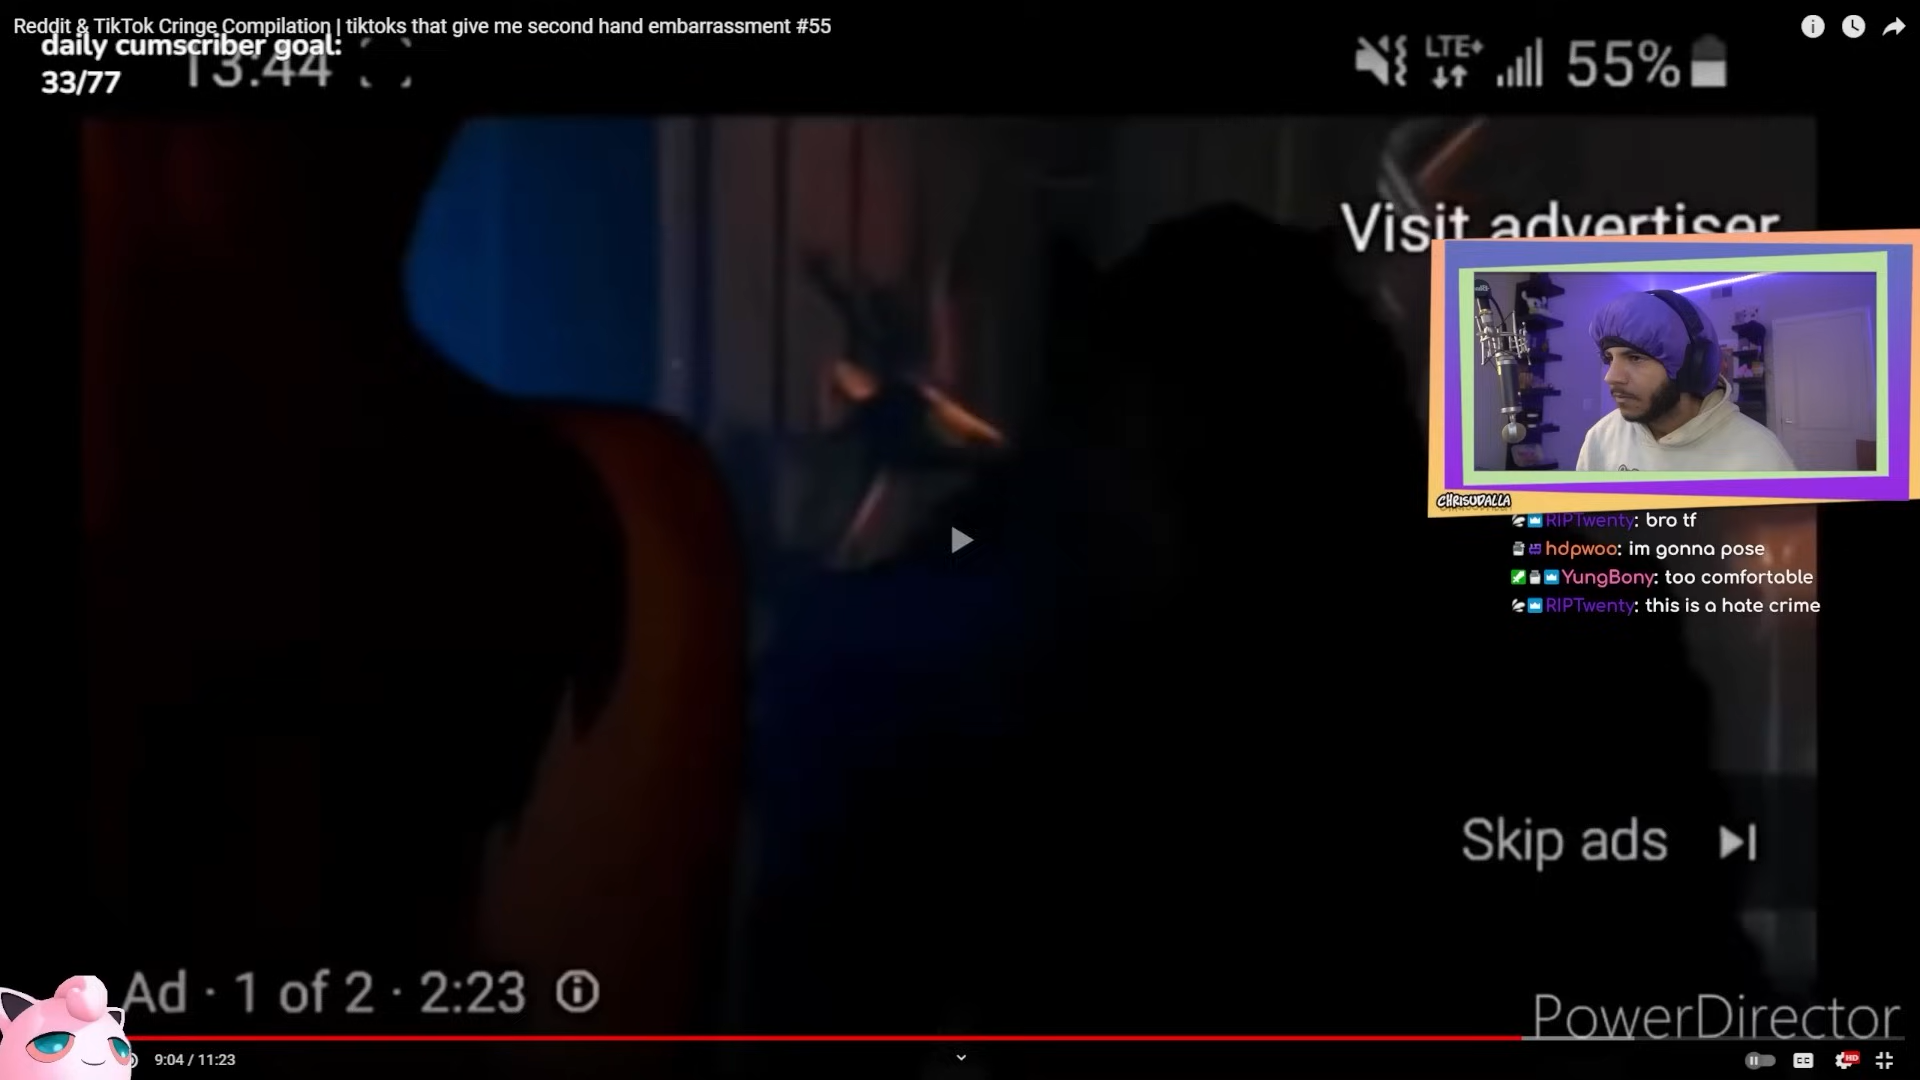 Reddit & TikTok Cringe Compilation | tiktoks that give me second hand embarrassment #55
daily cumscriber goal:
33/77
13:44
LTE+
55%
Visit advertiser
CHRISUDALLA
RIPTwenty: bro tf
hdpwoo: im gonna pose
YungBony: too comfortable
RIPTwenty: this is a hate crime
Skip ads
Ad · 1 of 2 · 2:23
PowerDirector
9:04 / 11:23
CC
HD